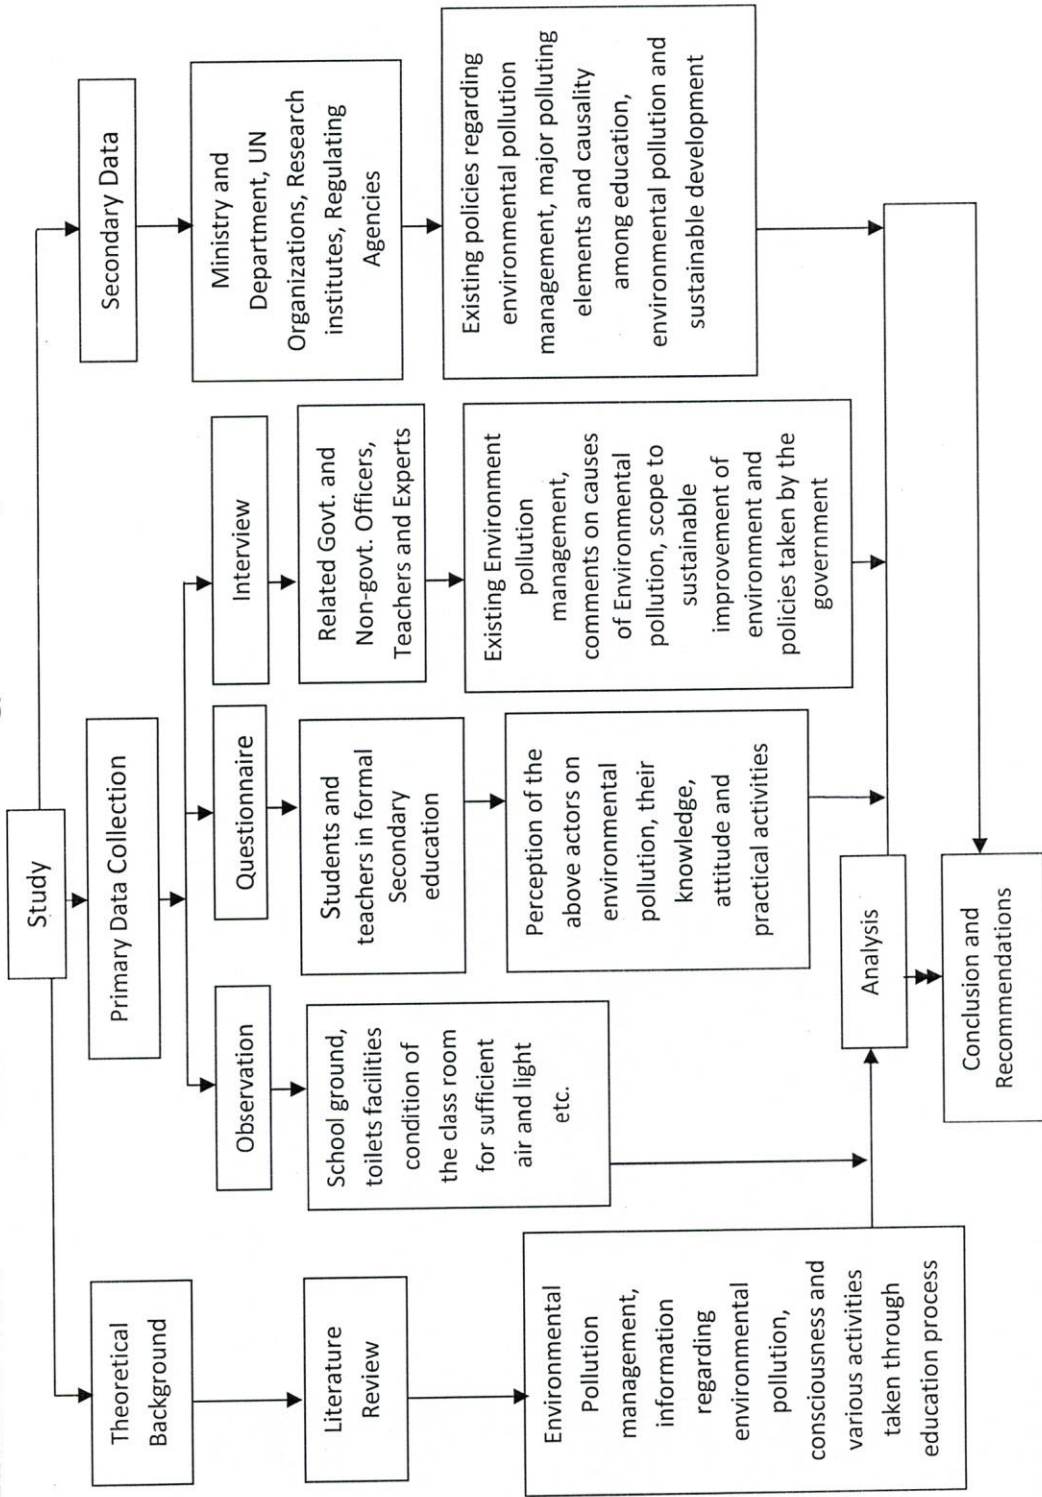 Study
Theoretical
Background
Primary Data Collection
Secondary Data
Literature
Review
Observation
Questionnaire
Interview
Ministry and
Department, UN
Organizations, Research
institutes, Regulating
Agencies
School ground,
toilets facilities
condition of
the class room
for sufficient
air and light
etc.
Students and
teachers in formal
Secondary
education
Related Govt. and
Non-govt. Officers,
Teachers and Experts
Environmental
Pollution
management,
information
regarding
environmental
pollution,
consciousness and
various activities
taken through
education process
Perception of the
above actors on
environmental
pollution, their
knowledge,
attitude and
practical activities
Existing Environment
pollution
management,
comments on causes
of Environmental
pollution, scope to
sustainable
improvement of
environment and
policies taken by the
government
Existing policies regarding
environmental pollution
management, major polluting
elements and causality
among education,
environmental pollution and
sustainable development
Analysis
Conclusion and
Recommendations